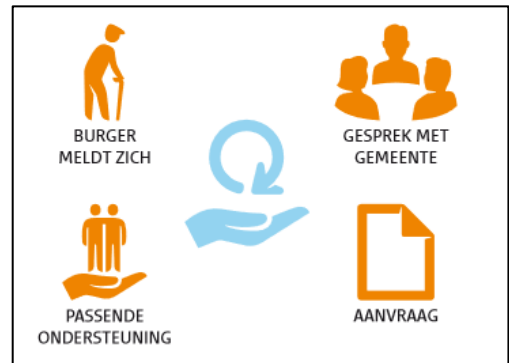 BURGER
MELDT ZICH
GESPREK MET
GEMEENTE
PASSENDE
ONDERSTEUNING
AANVRAAG